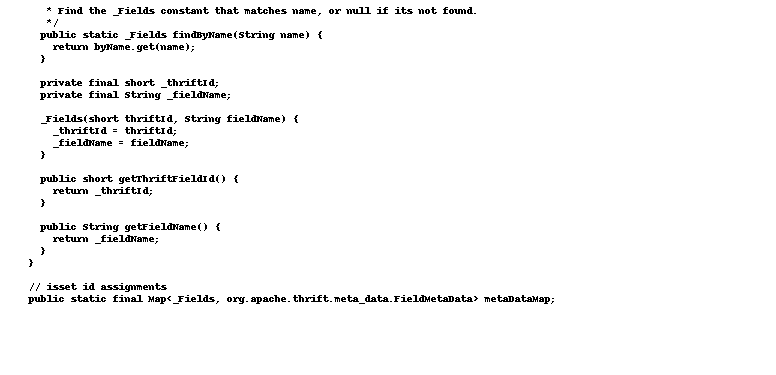 * Find the _Fields constant that matches name, or null if its not found.
*/
public static _Fields findByName(String name) {
return byName.get(name);
}
private final short _thriftId;
private final String _fieldName;
_Fields(short thriftId, String fieldName) {
_thriftId = thriftId;
_fieldName = fieldName;
}
public short getThriftFieldId() {
return _thriftId;
}
public String getFieldName() {
return _fieldName;
}
}
// isset id assignments
public static final Map<_Fields, org.apache.thrift.meta_data.FieldMetaData> metaDataMap;